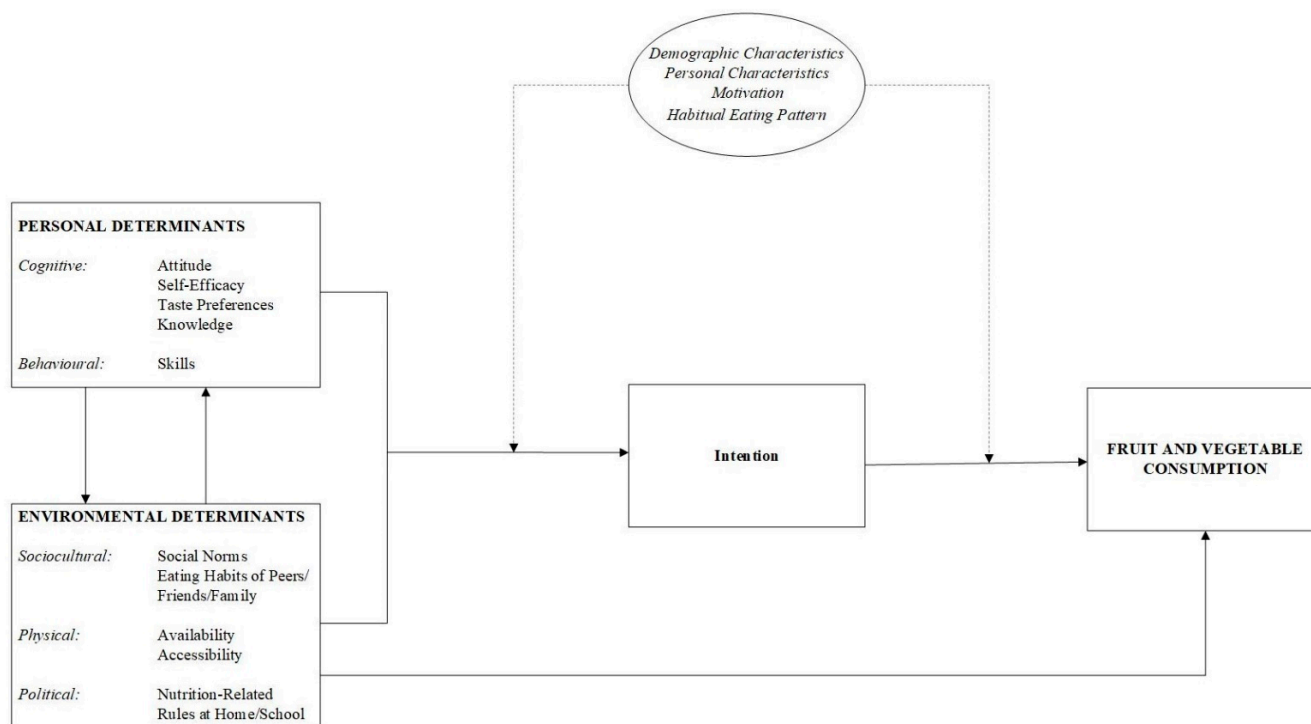 Demographic Characteristics
Personal Characteristics
Motivation
Habitual Eating Pattern
PERSONAL DETERMINANTS
Cognitive: Attitude
Self-Efficacy
Taste Preferences
Knowledge
Behavioural: Skills
Intention
FRUIT AND VEGETABLE
CONSUMPTION
ENVIRONMENTAL DETERMINANTS
Sociocultural: Social Norms
Eating Habits of Peers/
Friends/Family
Physical: Availability
Accessibility
Political: Nutrition-Related
Rules at Home/School